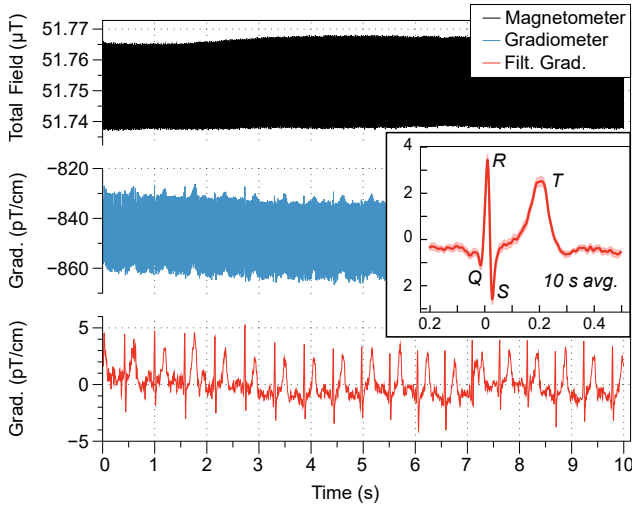 Magnetometer
Gradiometer
Filt. Grad.
Total Field (μT)
51.77
51.76
51.75
51.74
Grad. (pT/cm)
−820
−840
−860
4
2
0
2
R
T
Q
S
10 s avg.
0.2
0
0.2
0.4
Grad. (pT/cm)
5
0
−5
0
1
2
3
4
5
6
7
8
9
10
Time (s)